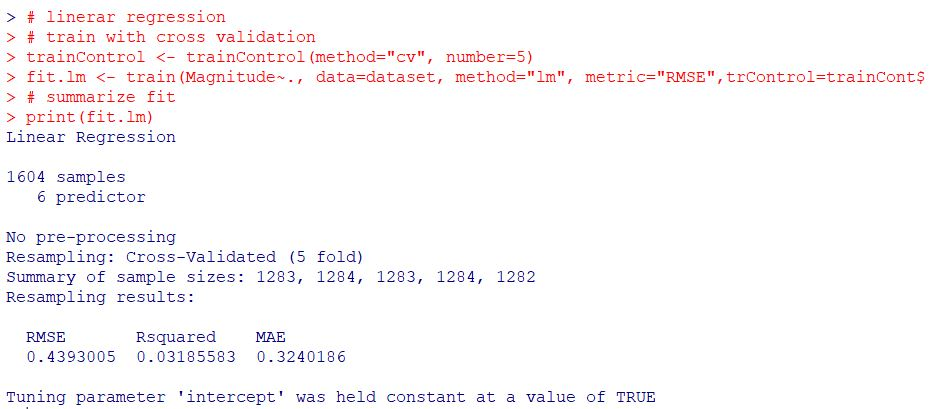 > # linerar regression
> # train with cross validation
> trainControl <- trainControl(method="cv", number=5)
> fit.lm <- train(Magnitude~., data=dataset, method="lm", metric="RMSE",trControl=trainCont$
> # summarize fit
> print(fit.lm)
Linear Regression

1604 samples
   6 predictor

No pre-processing
Resampling: Cross-Validated (5 fold)
Summary of sample sizes: 1283, 1284, 1283, 1284, 1282
Resampling results:

  RMSE       Rsquared    MAE
  0.4393005  0.03185583  0.3240186

Tuning parameter 'intercept' was held constant at a value of TRUE